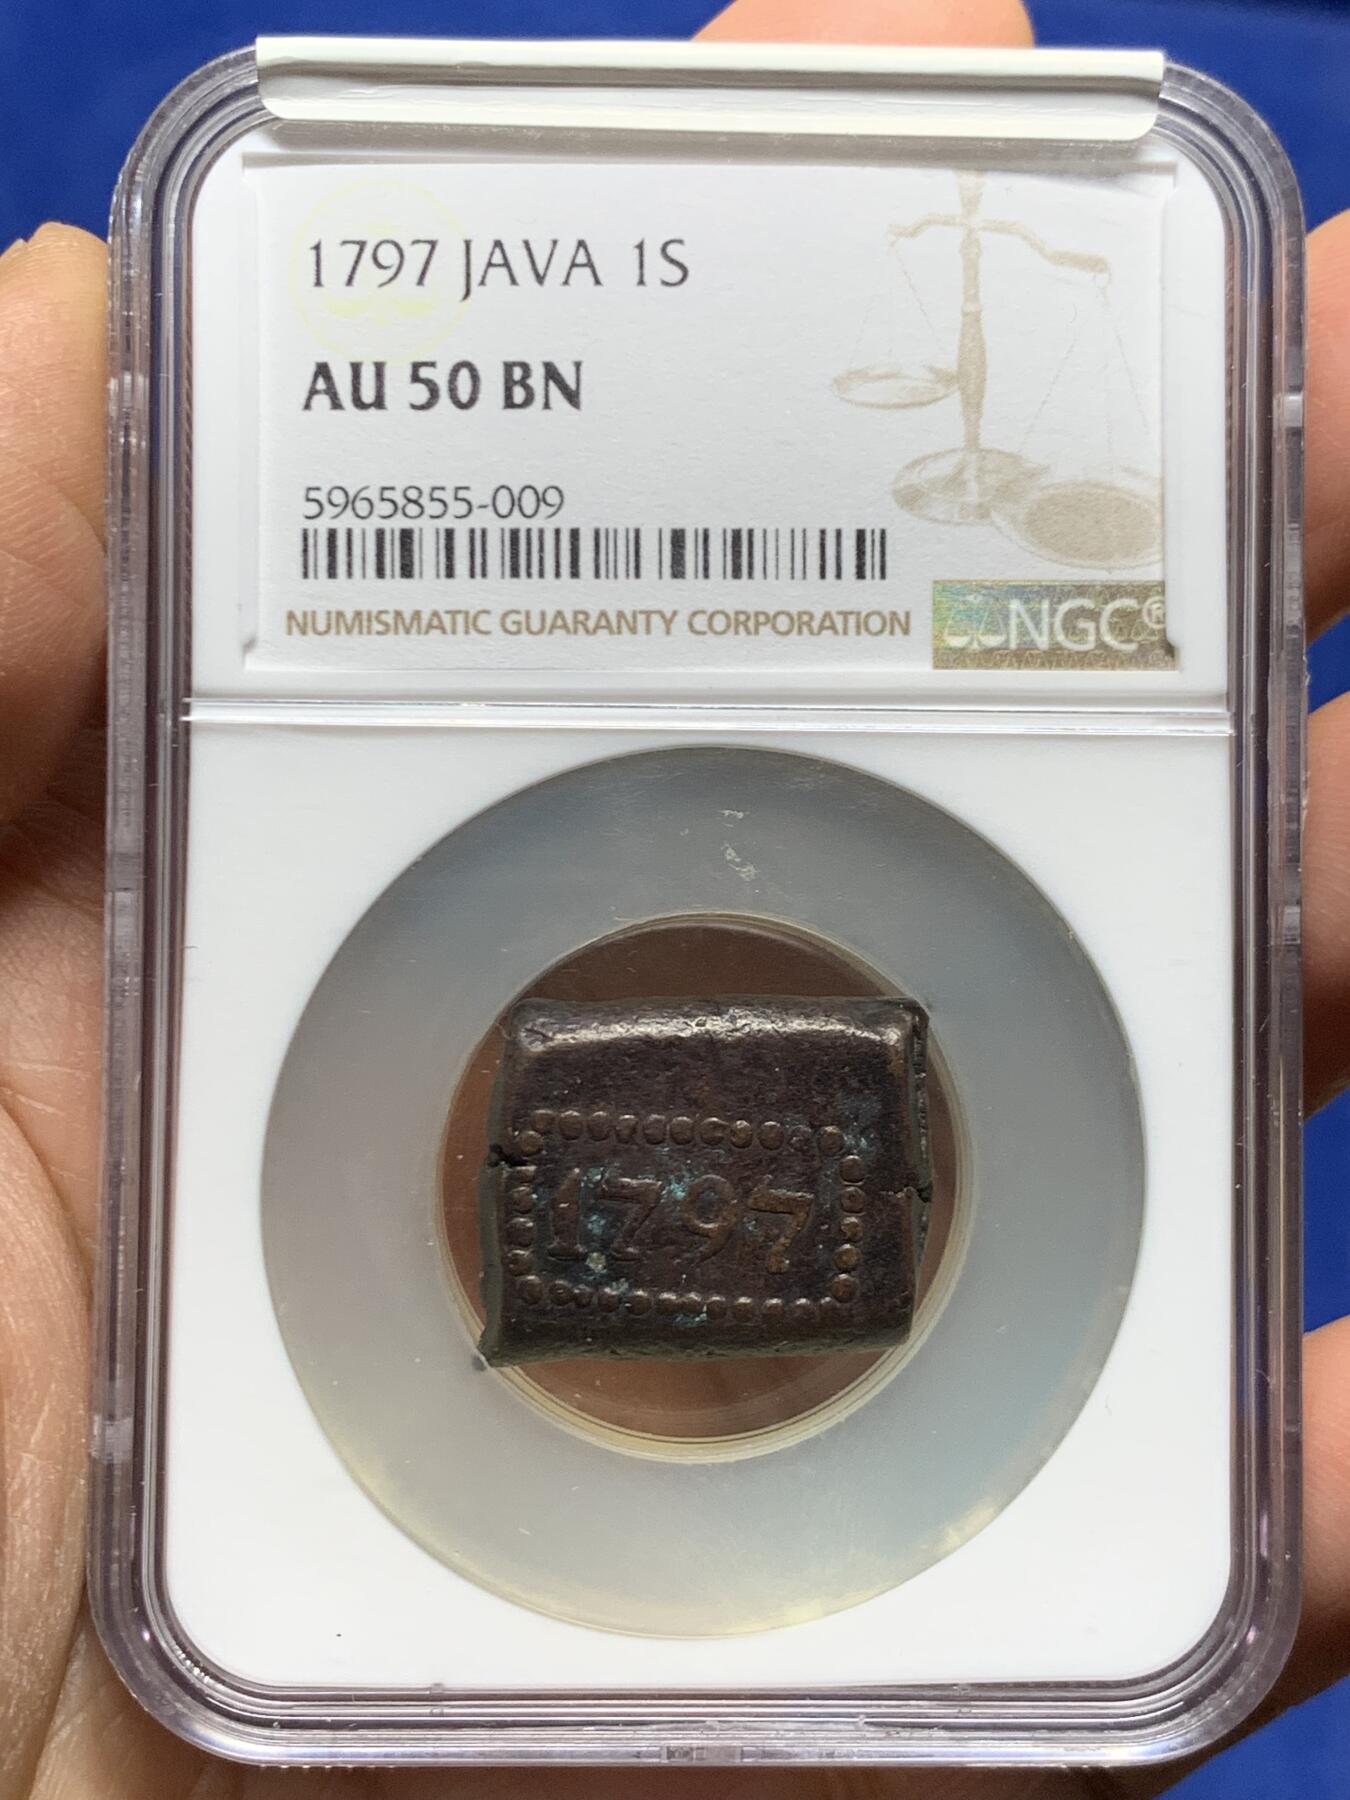 1797 JAVA 1S
AU 50 BN
5965855-009
NUMISMATIC GUARANTY CORPORATION
NGC®
1797